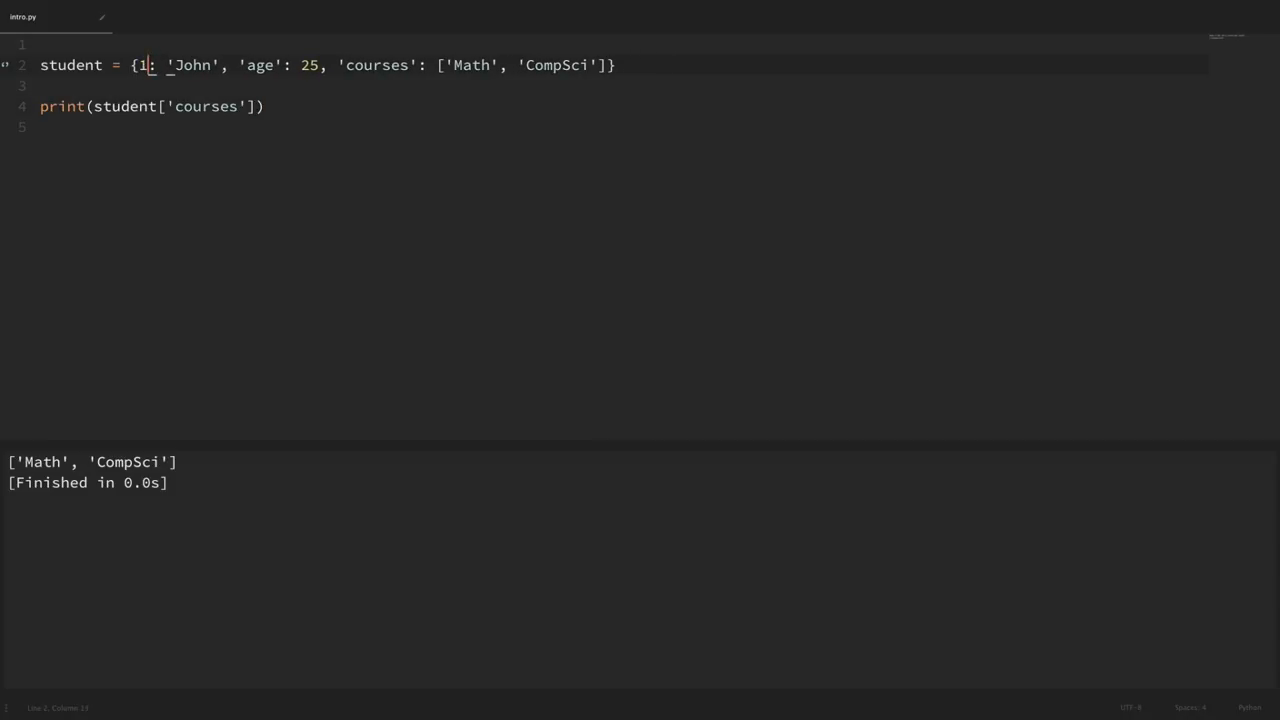 intro.py
1
2 student = {1: 'John', 'age': 25, 'courses': ['Math', 'CompSci']}
3
4 print(student['courses'])
5
['Math', 'CompSci']
[Finished in 0.0s]
Line 2, Column 13 UTF-8 Spaces: 4 Python